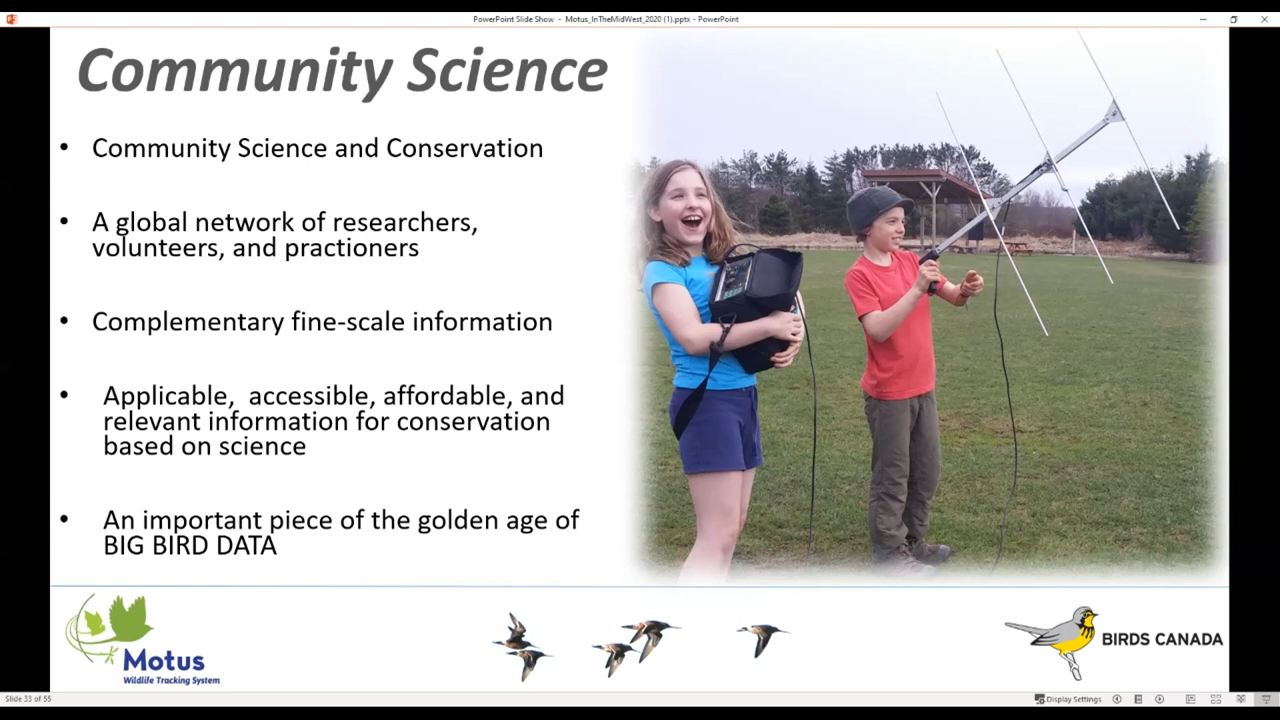 PowerPoint Slide Show - Motus_InTheMidWest_2020 (1).pptx - PowerPoint
Community Science
• Community Science and Conservation
• A global network of researchers,
volunteers, and practioners
• Complementary fine-scale information
• Applicable, accessible, affordable, and
relevant information for conservation
based on science
• An important piece of the golden age of
BIG BIRD DATA
Motus
Wildlife Tracking System
BIRDS CANADA
Slide 33 of 55
Display Settings